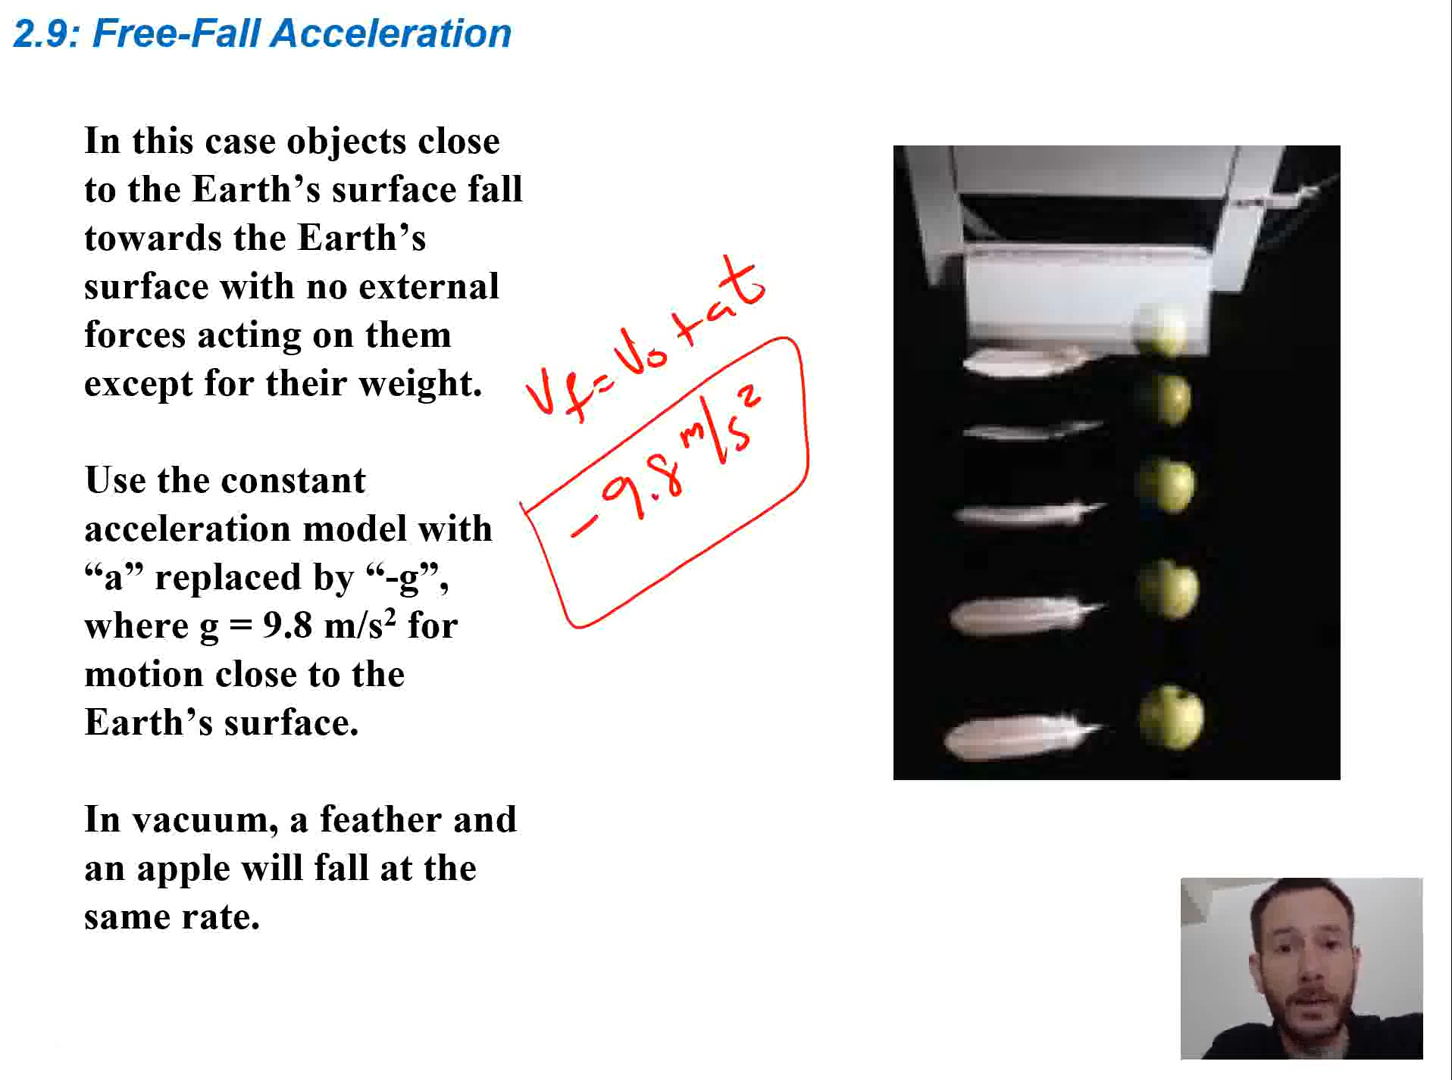 2.9: Free-Fall Acceleration
In this case objects close
to the Earth’s surface fall
towards the Earth’s
surface with no external
forces acting on them
except for their weight.
Use the constant
acceleration model with
“a” replaced by “-g”,
where g = 9.8 m/s² for
motion close to the
Earth’s surface.
In vacuum, a feather and
an apple will fall at the
same rate.
Vf = V₀ + at
-9.8 m/s²